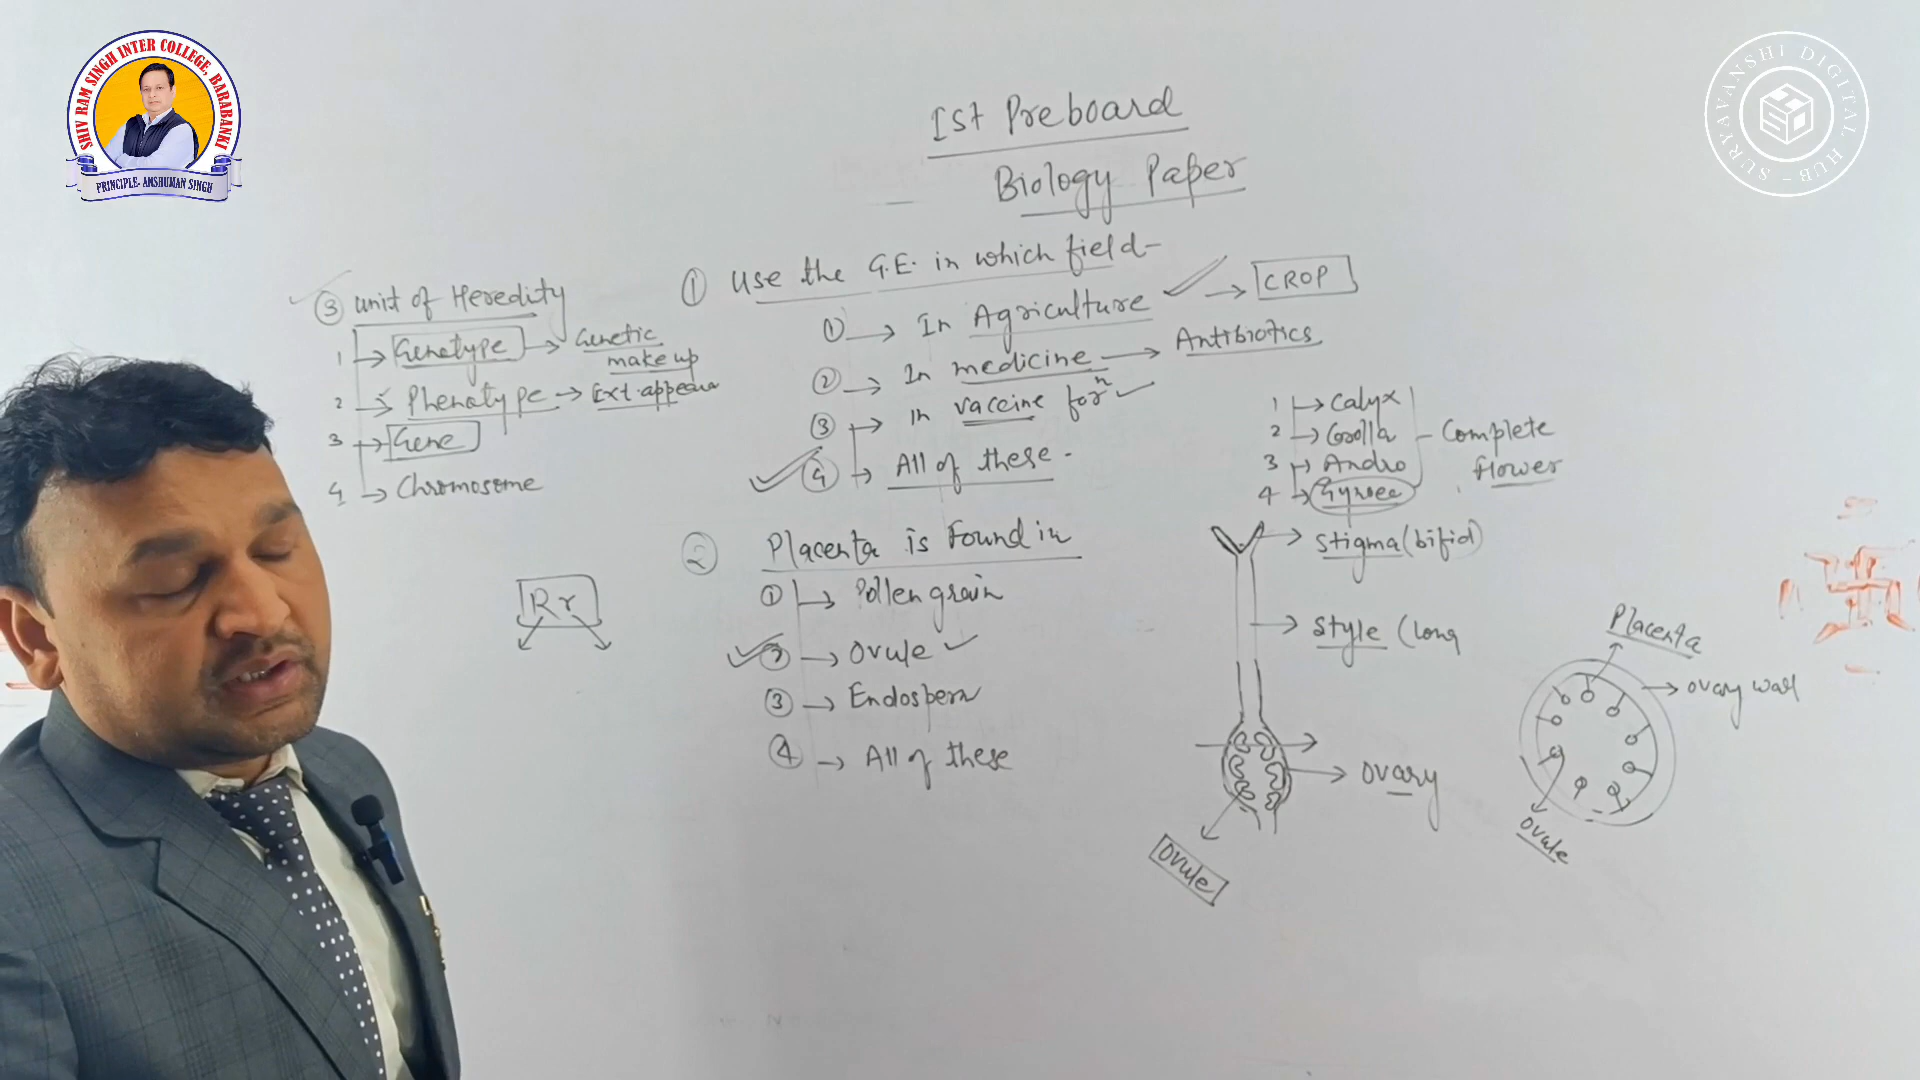 SHIV RAM SINGH INTER COLLEGE, BARABANKI
PRINCIPLE- ANSHUMAN SINGH
SURYAVANSHI DIGITAL HUB
Ist Preboard
Biology Paper
① Use the G.E. in which field-
① → In Agriculture ✓ → CROP
② → In medicine → Antibiotics
③ → In vaccine forⁿ ✓
④ → All of these.
② Placenta is found in
① → Pollen grain
② → Ovule ✓
③ → Endosperm
④ → All of these
③ unit of Heredity
1 → Genotype → Genetic
make up
2 → Phenotype → Ext. appeara
3 → Gene
4 → Chromosome
Rr
1 → Calyx
2 → Corolla
3 → Andro
4 → Gynoec
Complete
flower
Stigma (bifid)
Style (long
Ovary
Ovule
Placenta
Ovary wall
Ovule